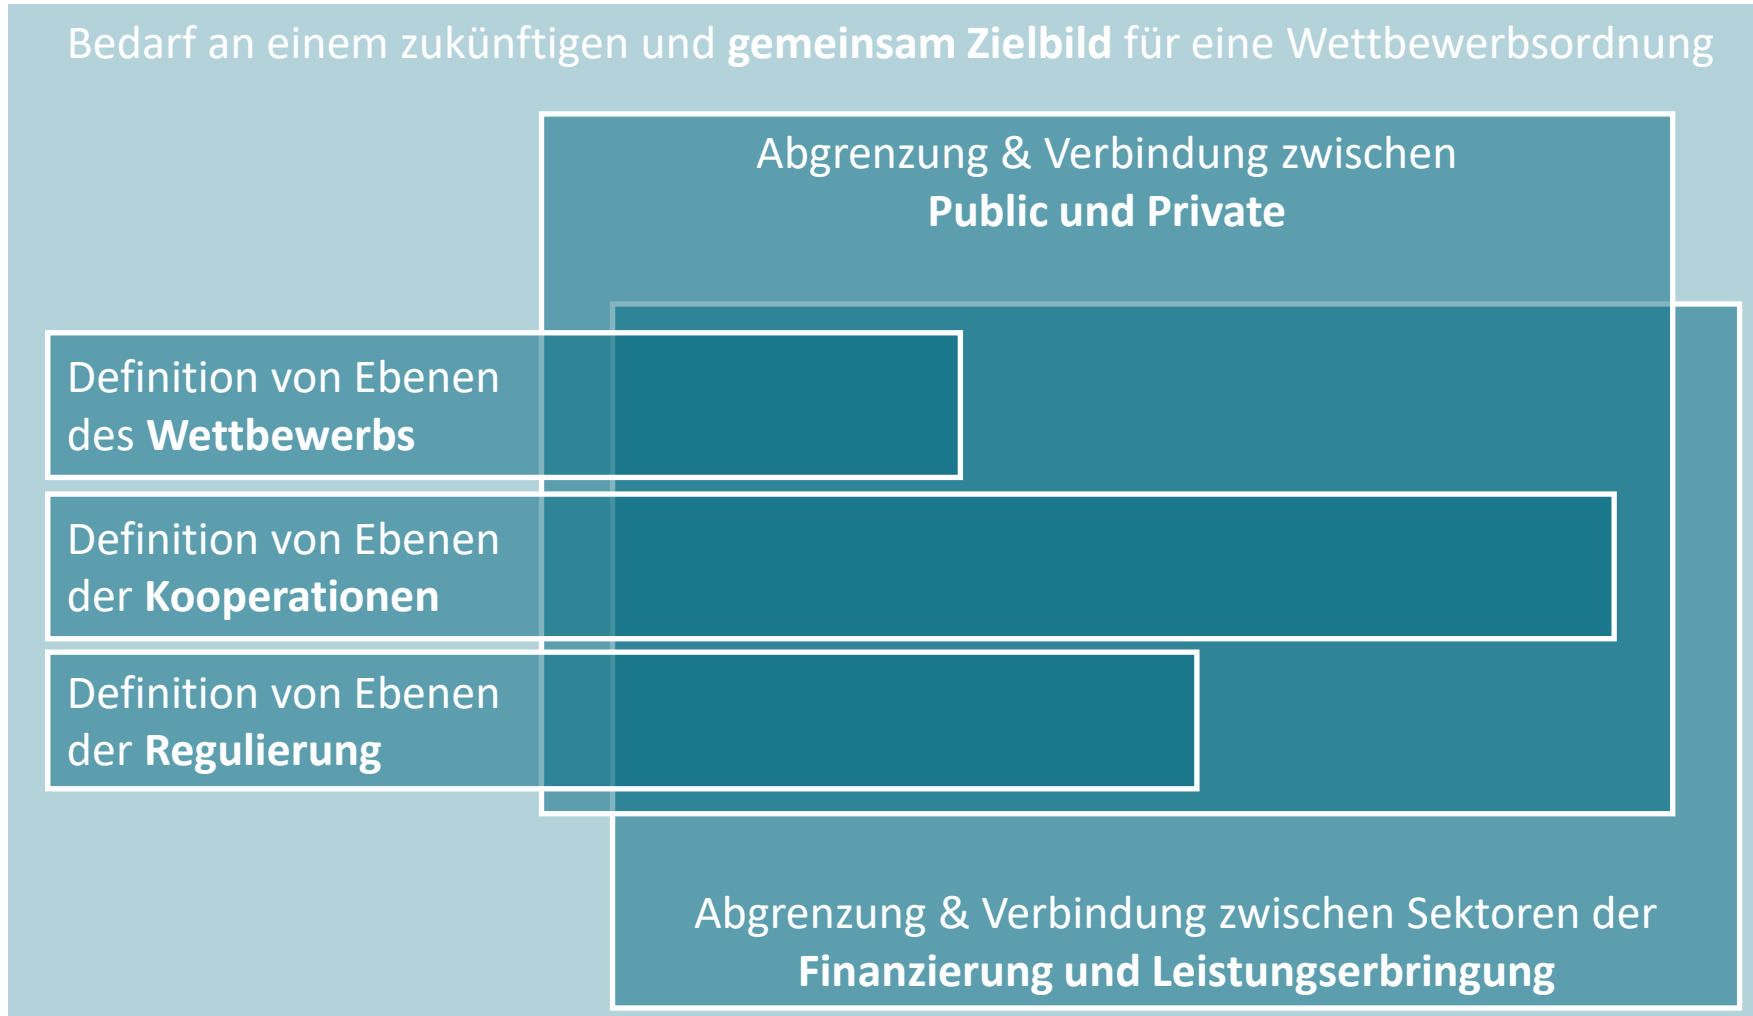 Bedarf an einem zukünftigen und gemeinsam Zielbild für eine Wettbewerbsordnung
Abgrenzung & Verbindung zwischen
Public und Private
Definition von Ebenen
des Wettbewerbs
Definition von Ebenen
der Kooperationen
Definition von Ebenen
der Regulierung
Abgrenzung & Verbindung zwischen Sektoren der
Finanzierung und Leistungserbringung